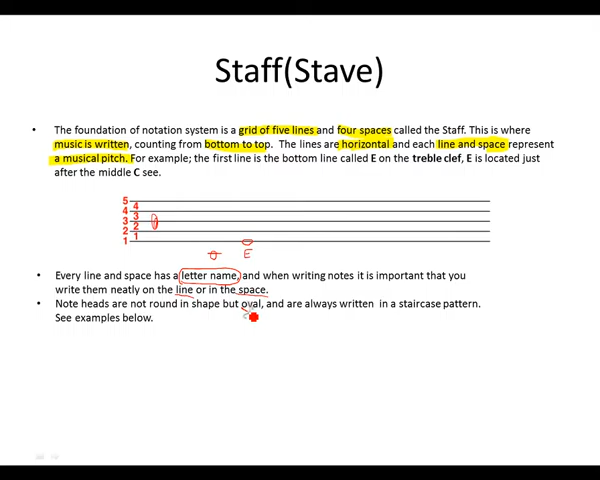 Staff(Stave)
• The foundation of notation system is a grid of five lines and four spaces called the Staff. This is where
music is written, counting from bottom to top. The lines are horizontal and each line and space represent
a musical pitch. For example; the first line is the bottom line called E on the treble clef, E is located just
after the middle C see.
5
4
4
3
3
2
2
1
1
E
• Every line and space has a letter name, and when writing notes it is important that you
write them neatly on the line or in the space.
• Note heads are not round in shape but oval, and are always written in a staircase pattern.
See examples below.